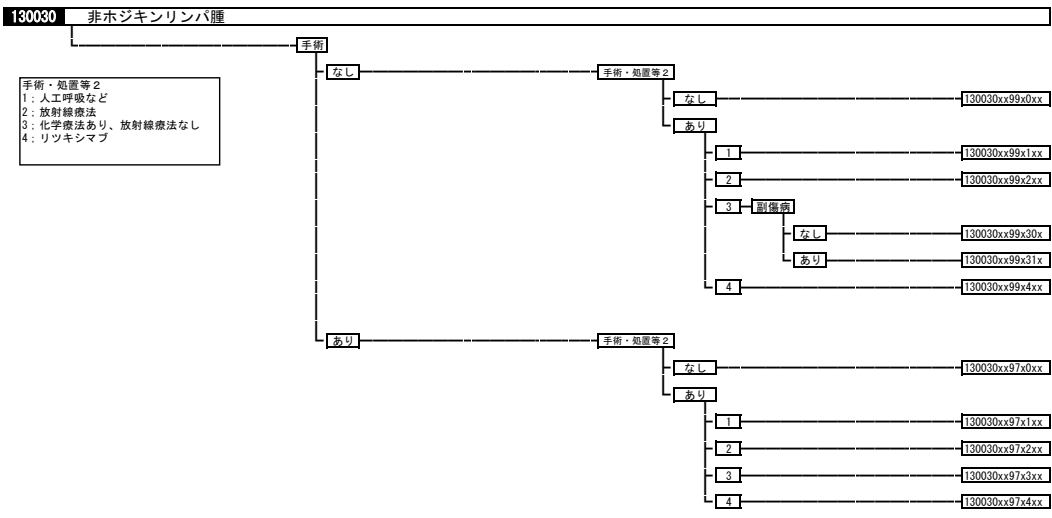 130030 非ホジキンリンパ腫
手術
なし
手術・処置等2
手術・処置等2
1；人工呼吸など
2；放射線療法
3；化学療法あり、放射線療法なし
4；リツキシマブ
なし
130030xx99x0xx
あり
1
130030xx99x1xx
2
130030xx99x2xx
3
副傷病
なし
130030xx99x30x
あり
130030xx99x31x
4
130030xx99x4xx
あり
手術・処置等2
なし
130030xx97x0xx
あり
1
130030xx97x1xx
2
130030xx97x2xx
3
130030xx97x3xx
4
130030xx97x4xx